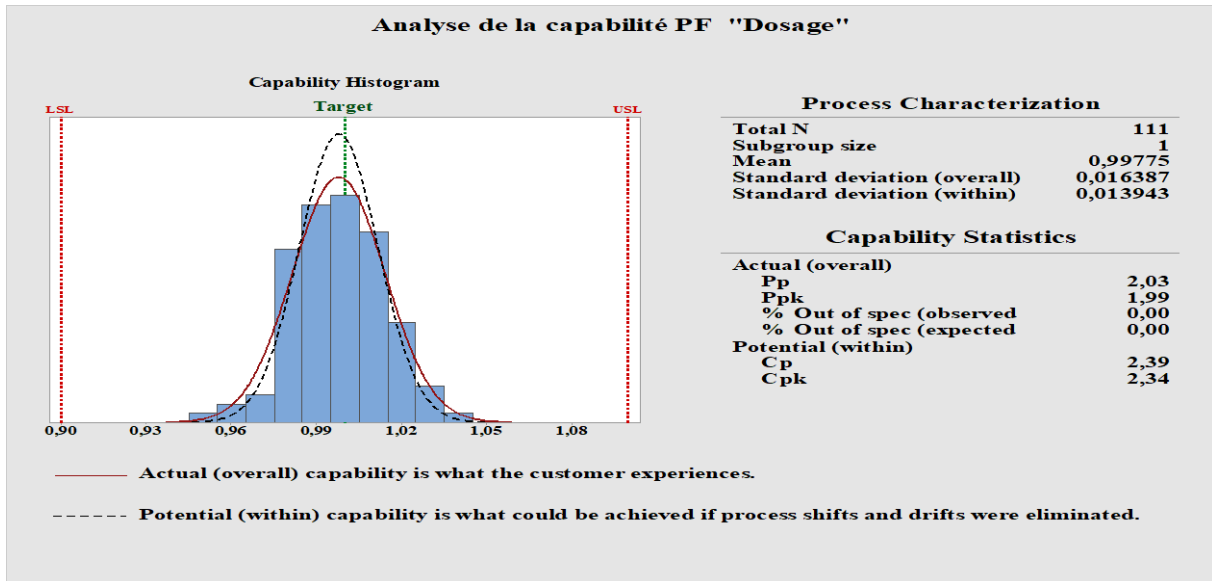 Analyse de la capabilité PF "Dosage"
Capability Histogram
LSL
Target
USL
0,90 0,93 0,96 0,99 1,02 1,05 1,08
Process Characterization
Total N 111
Subgroup size 1
Mean 0,99775
Standard deviation (overall) 0,016387
Standard deviation (within) 0,013943
Capability Statistics
Actual (overall)
Pp 2,03
Ppk 1,99
% Out of spec (observed 0,00
% Out of spec (expected 0,00
Potential (within)
Cp 2,39
Cpk 2,34
Actual (overall) capability is what the customer experiences.
Potential (within) capability is what could be achieved if process shifts and drifts were eliminated.